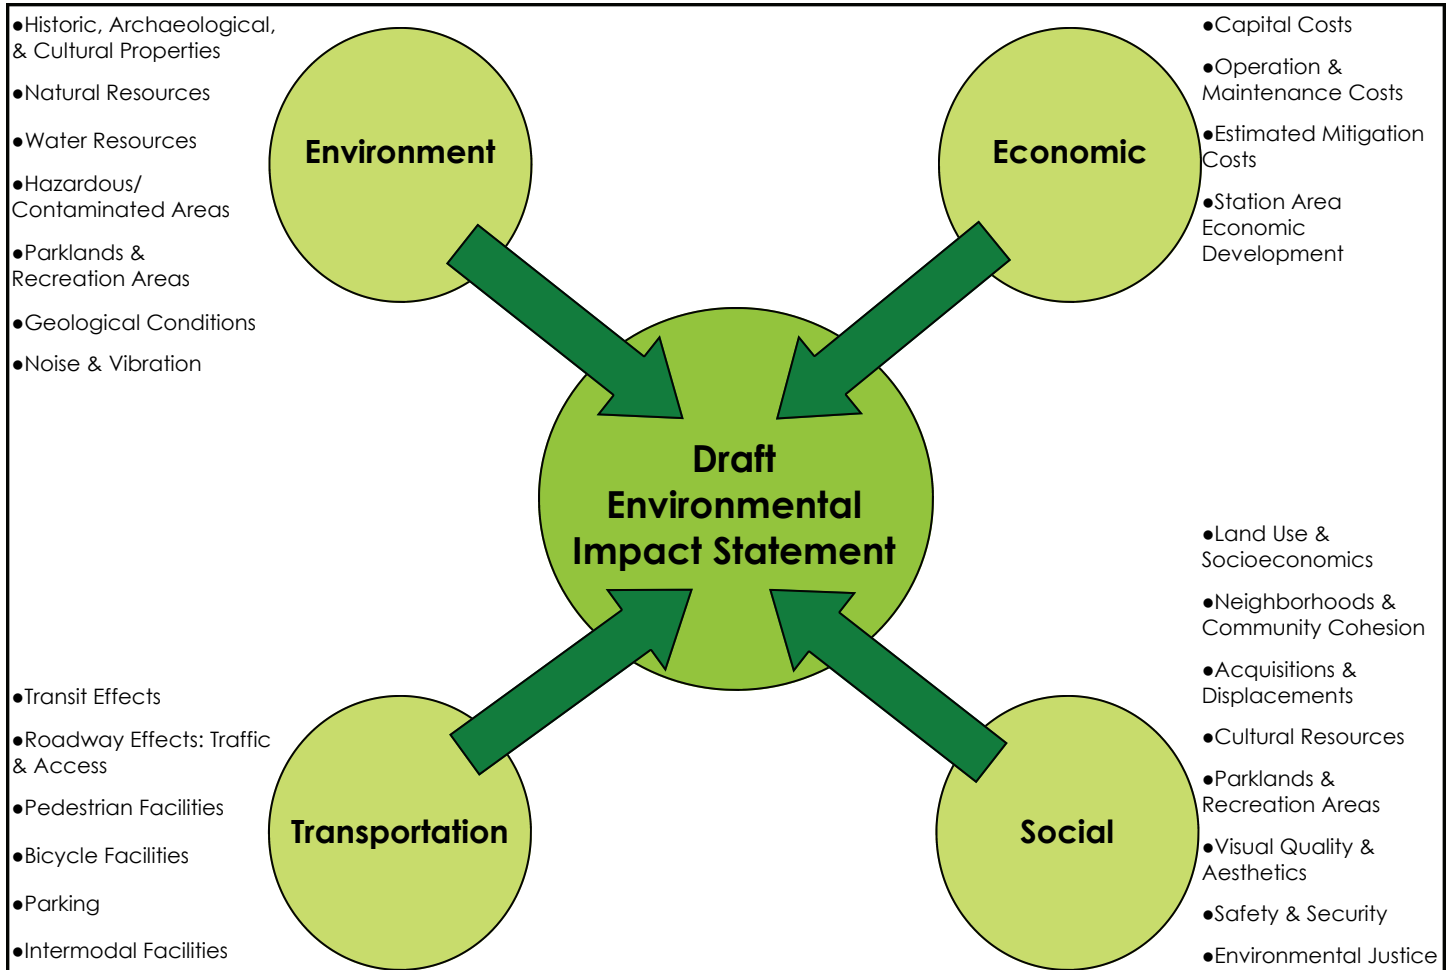 ●Historic, Archaeological,
& Cultural Properties
●Natural Resources
●Water Resources
●Hazardous/
Contaminated Areas
●Parklands &
Recreation Areas
●Geological Conditions
●Noise & Vibration
Environment
Economic
●Capital Costs
●Operation &
Maintenance Costs
●Estimated Mitigation
Costs
●Station Area
Economic
Development
Draft
Environmental
Impact Statement
●Transit Effects
●Roadway Effects: Traffic
& Access
●Pedestrian Facilities
●Bicycle Facilities
●Parking
●Intermodal Facilities
Transportation
Social
●Land Use &
Socioeconomics
●Neighborhoods &
Community Cohesion
●Acquisitions &
Displacements
●Cultural Resources
●Parklands &
Recreation Areas
●Visual Quality &
Aesthetics
●Safety & Security
●Environmental Justice